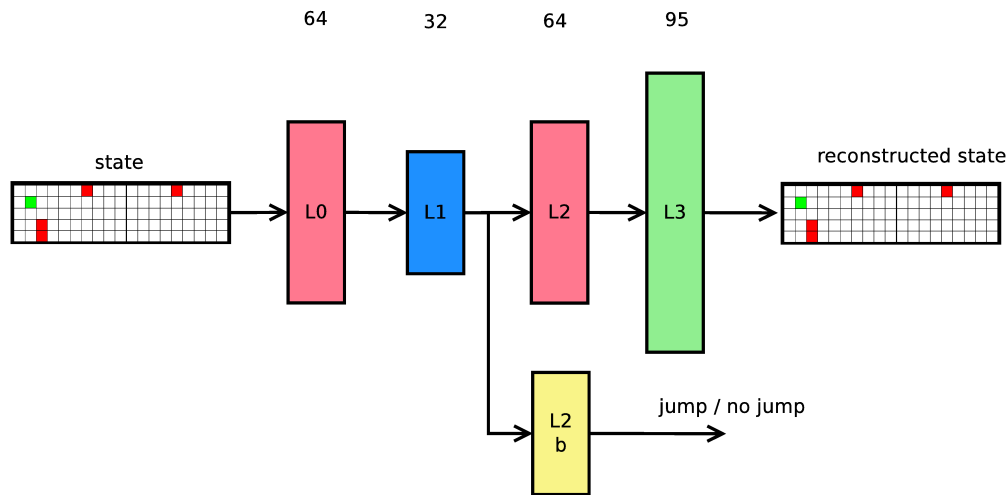 64
32
64
95
state
reconstructed state
L0
L1
L2
L3
jump / no jump
L2
b